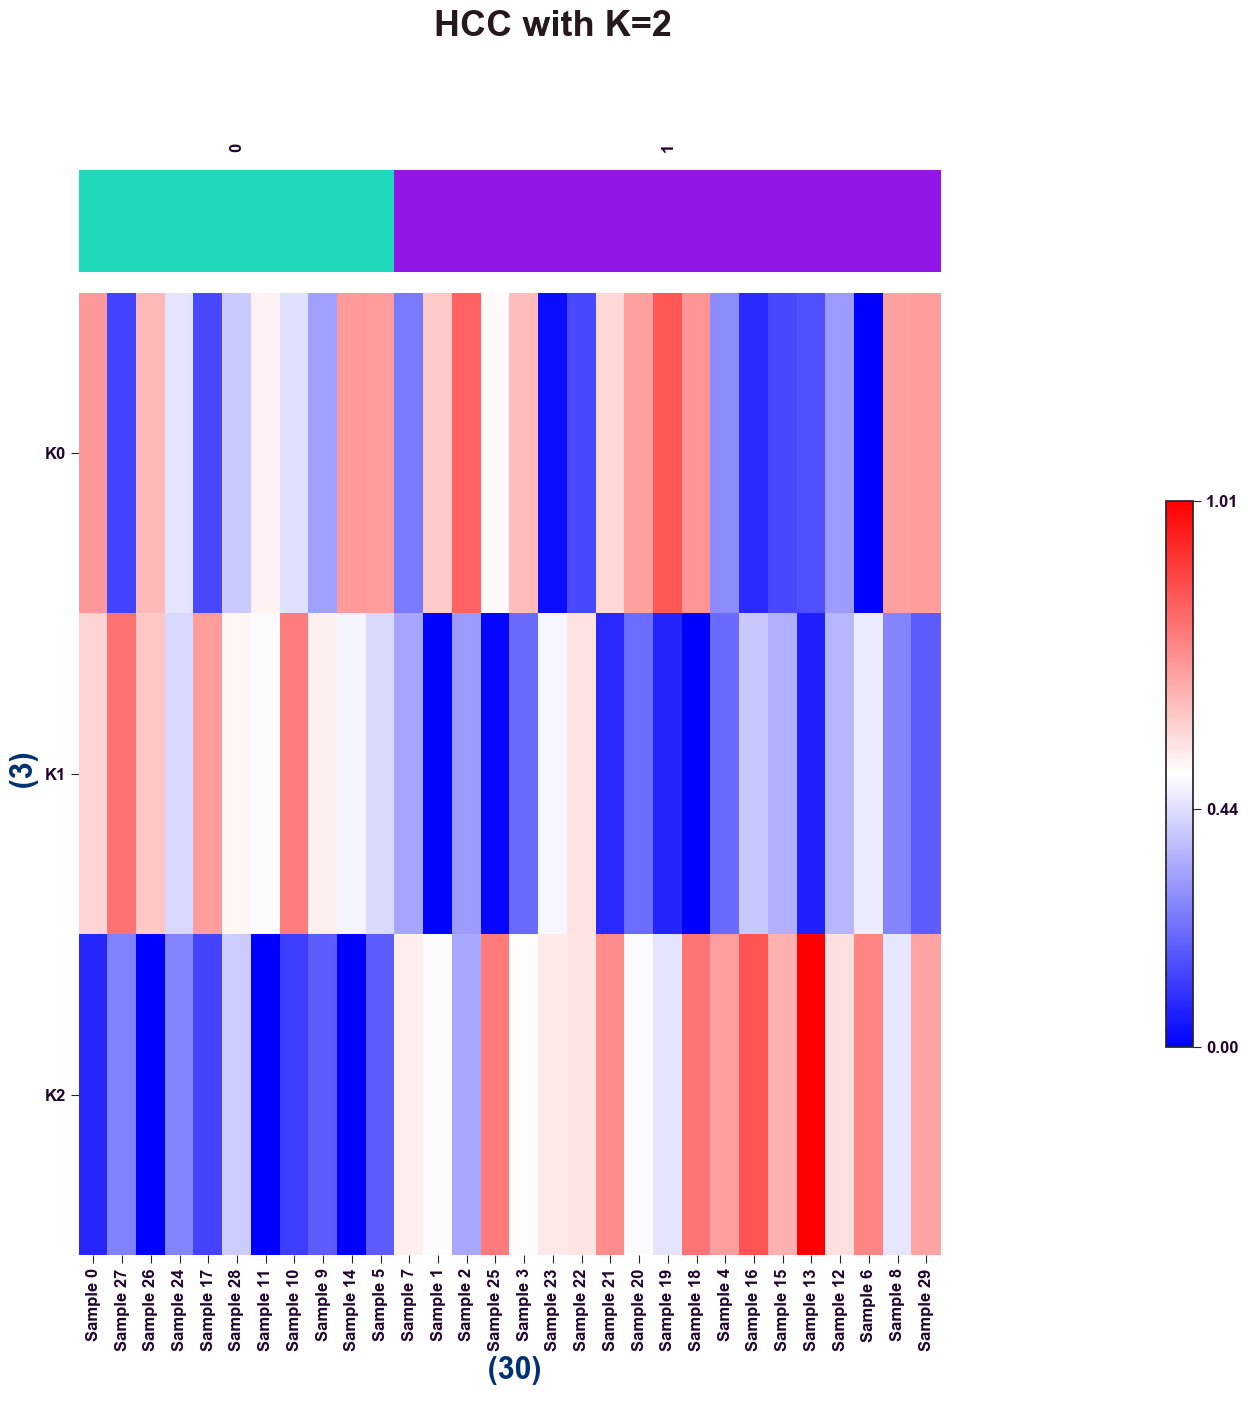 HCC with K=2
0
1
K0
K1
K2
(3)
1.01
0.44
0.00
Sample 0
Sample 27
Sample 26
Sample 24
Sample 17
Sample 28
Sample 11
Sample 10
Sample 9
Sample 14
Sample 5
Sample 7
Sample 1
Sample 2
Sample 25
Sample 3
Sample 23
Sample 22
Sample 21
Sample 20
Sample 19
Sample 18
Sample 4
Sample 16
Sample 15
Sample 13
Sample 12
Sample 6
Sample 8
Sample 29
(30)